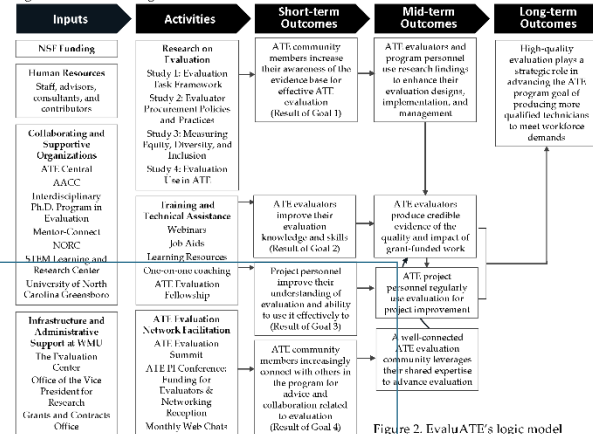 Inputs
NSF Funding
Human Resources
Staff, advisors,
consultants, and
contributors
Collaborating and
Supportive
Organizations
ATE Central
AACC
Interdisciplinary
Ph.D. Program in
Evaluation
Mentor-Connect
NORC
STEM Learning and
Research Center
University of North
Carolina Greensboro
Infrastructure and
Administrative
Support at WMU
The Evaluation
Center
Office of the Vice
President for
Research
Grants and Contracts
Office
Activities
Research on
Evaluation
Study 1: Evaluation
Task Framework
Study 2: Evaluator
Procurement Policies
and Practices
Study 3: Measuring
Equity, Diversity, and
Inclusion
Study 4: Evaluation
Use in ATE
Training and
Technical Assistance
Webinars
Job Aids
Learning Resources
One-on-one coaching
ATE Evaluation
Fellowship
ATE Evaluation
Network Facilitation
ATE Evaluation
Summit
ATE PI Conference:
Funding for
Evaluators &
Networking
Reception
Monthly Web Chats
Short-term
Outcomes
ATE community
members increase
their awareness of the
evidence base for
effective ATE
evaluation
(Result of Goal 1)
ATE evaluators
improve their
evaluation
knowledge and skills
(Result of Goal 2)
Project personnel
improve their
understanding of
evaluation and ability
to use it effectively to
(Result of Goal 3)
ATE community
members increasingly
connect with others in
the program for
advice and
collaboration related
to evaluation
(Result of Goal 4)
Mid-term
Outcomes
ATE evaluators and
program personnel
use research findings
to enhance their
evaluation designs,
implementation, and
management
ATE evaluators
produce credible
evidence of the
quality and impact of
grant-funded work
ATE project
personnel regularly
use evaluation for
project improvement
A well-connected
ATE evaluation
community leverages
their shared expertise
to advance evaluation
Long-term
Outcomes
High-quality
evaluation plays a
strategic role in
advancing the ATE
program goal of
producing more
qualified technicians
to meet workforce
demands
Figure 2. EvaluATE's logic model